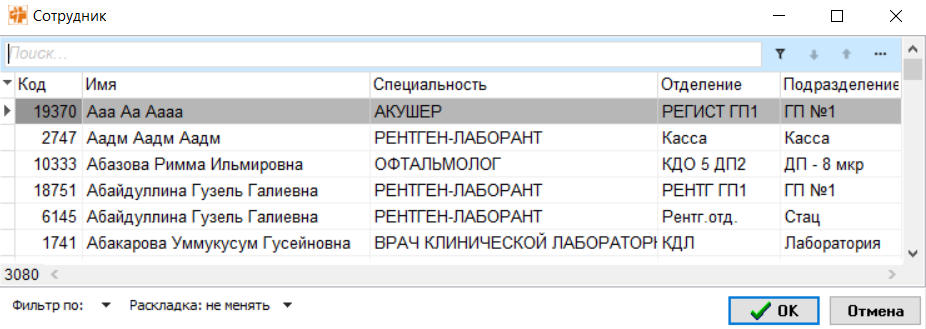 Сотрудник
Поиск...
Код Имя Специальность Отделение Подразделение
19370 Ааа Аа Аааа АКУШЕР РЕГИСТ ГП1 ГП №1
2747 Аадм Аадм Аадм РЕНТГЕН-ЛАБОРАНТ Касса Касса
10333 Абазова Римма Ильмировна ОФТАЛЬМОЛОГ КДО 5 ДП2 ДП - 8 мкр
18751 Абайдуллина Гузель Галиевна РЕНТГЕН-ЛАБОРАНТ РЕНТГ ГП1 ГП №1
6145 Абайдуллина Гузель Галиевна РЕНТГЕН-ЛАБОРАНТ Рентг.отд. Стац
1741 Абакарова Уммукусум Гусейновна ВРАЧ КЛИНИЧЕСКОЙ ЛАБОРАТОРН КДЛ Лаборатория
3080
Фильтр по: Раскладка: не менять OK Отмена